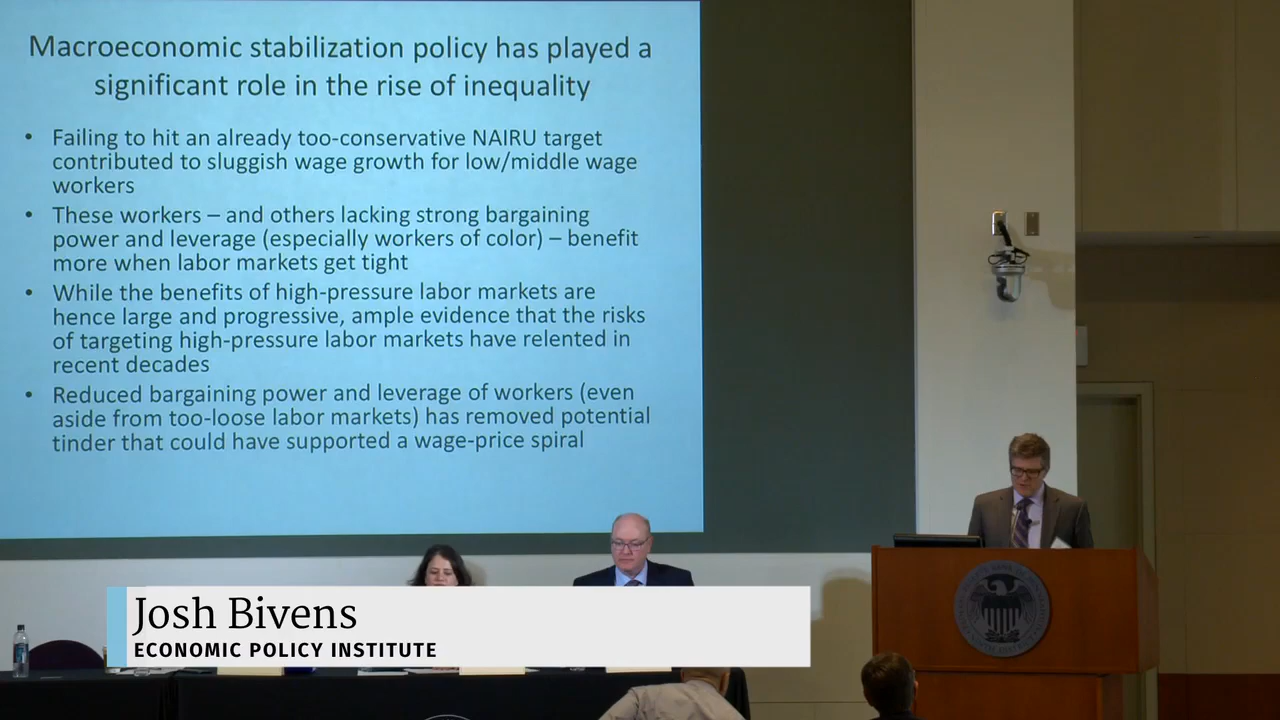 Macroeconomic stabilization policy has played a
significant role in the rise of inequality
• Failing to hit an already too-conservative NAIRU target
contributed to sluggish wage growth for low/middle wage
workers
• These workers – and others lacking strong bargaining
power and leverage (especially workers of color) – benefit
more when labor markets get tight
• While the benefits of high-pressure labor markets are
hence large and progressive, ample evidence that the risks
of targeting high-pressure labor markets have relented in
recent decades
• Reduced bargaining power and leverage of workers (even
aside from too-loose labor markets) has removed potential
tinder that could have supported a wage-price spiral
Josh Bivens
ECONOMIC POLICY INSTITUTE